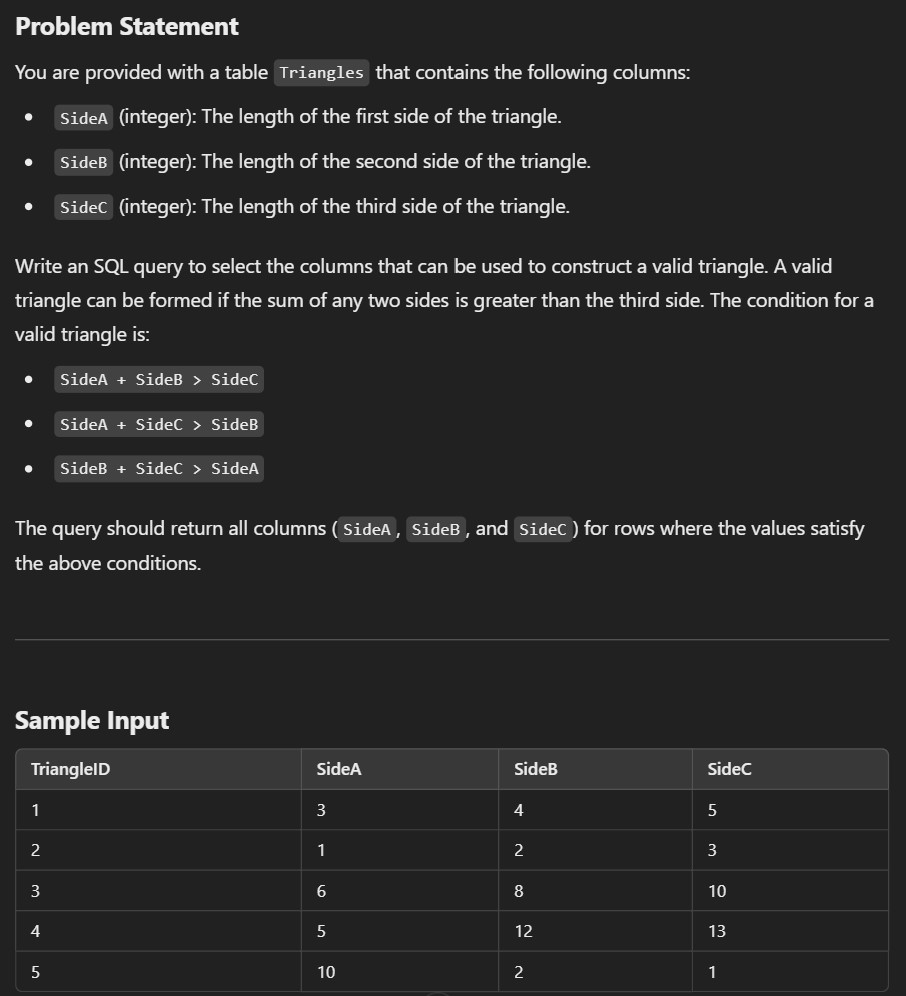 Problem Statement
You are provided with a table Triangles that contains the following columns:
• SideA (integer): The length of the first side of the triangle.
• SideB (integer): The length of the second side of the triangle.
• SideC (integer): The length of the third side of the triangle.
Write an SQL query to select the columns that can be used to construct a valid triangle. A valid
triangle can be formed if the sum of any two sides is greater than the third side. The condition for a
valid triangle is:
• SideA + SideB > SideC
• SideA + SideC > SideB
• SideB + SideC > SideA
The query should return all columns (SideA, SideB, and SideC) for rows where the values satisfy
the above conditions.
Sample Input
TriangleID SideA SideB SideC
1 3 4 5
2 1 2 3
3 6 8 10
4 5 12 13
5 10 2 1